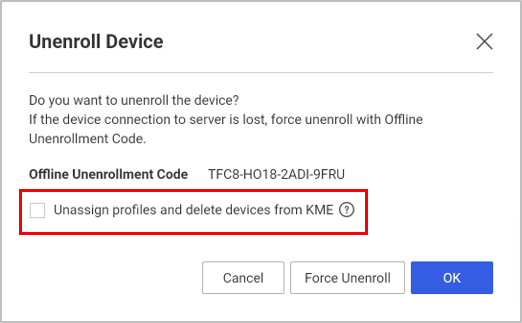 Unenroll Device
Do you want to unenroll the device?
If the device connection to server is lost, force unenroll with Offline
Unenrollment Code.
Offline Unenrollment Code TFC8-HO18-2ADI-9FRU
Unassign profiles and delete devices from KME ?
Cancel Force Unenroll OK